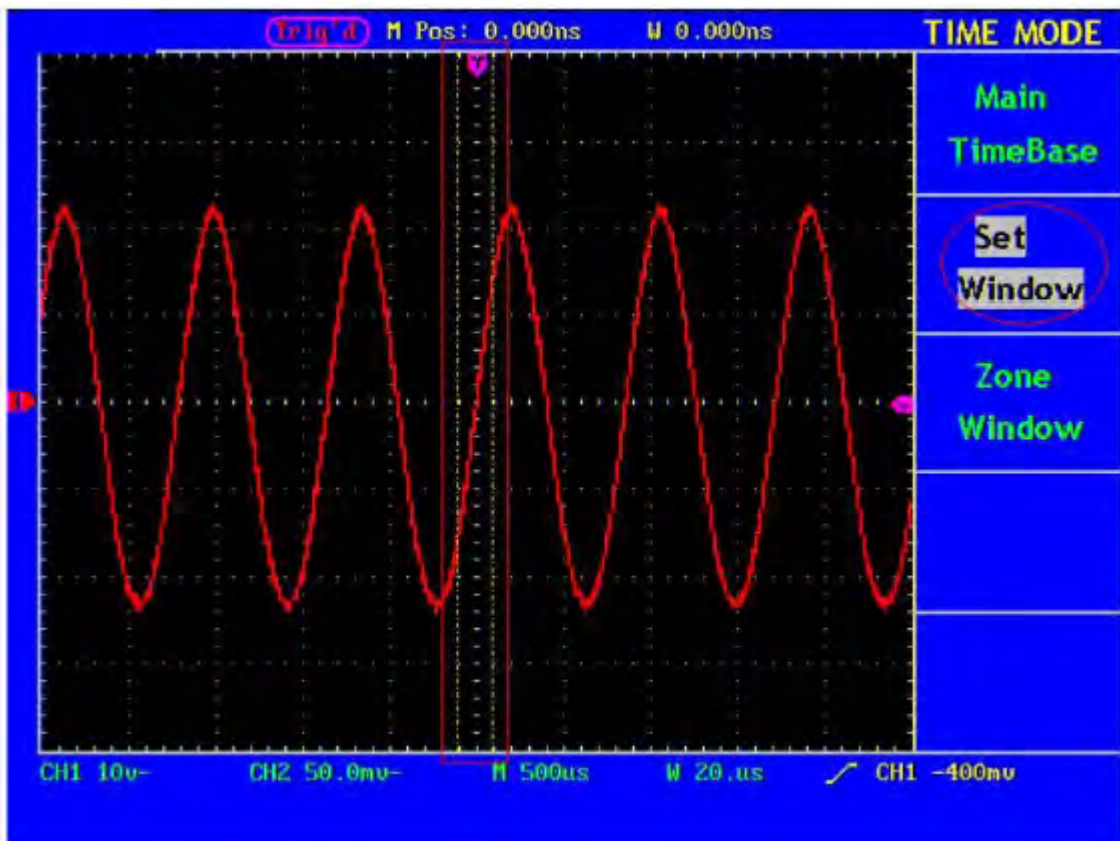 Trig'd M Pos: 0.000ns W 0.000ns TIME MODE
Main
TimeBase
Set
Window
Zone
Window
CH1 10v~ CH2 50.0mv~ M 500us W 20.us CH1 -400mv